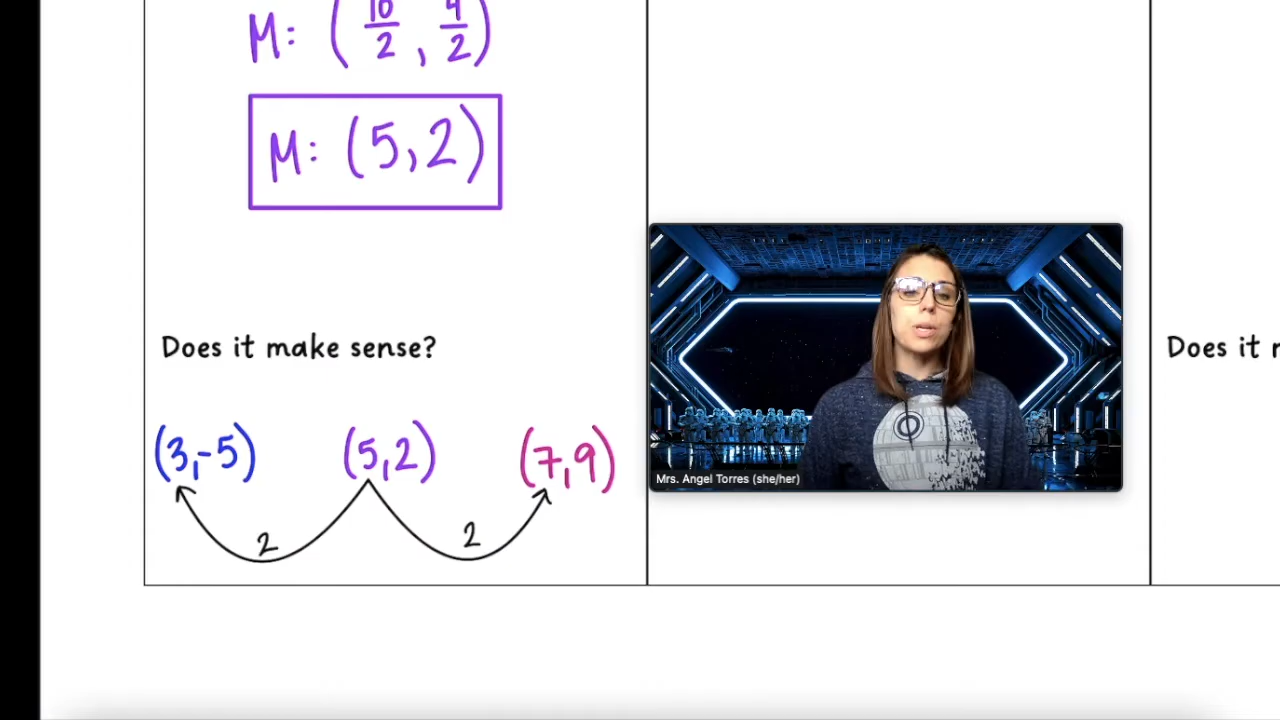 M: (10/2, 4/2)
M: (5,2)
Does it make sense?
(3,-5) (5,2) (7,9)
2 2
Mrs. Angel Torres (she/her)
Does it